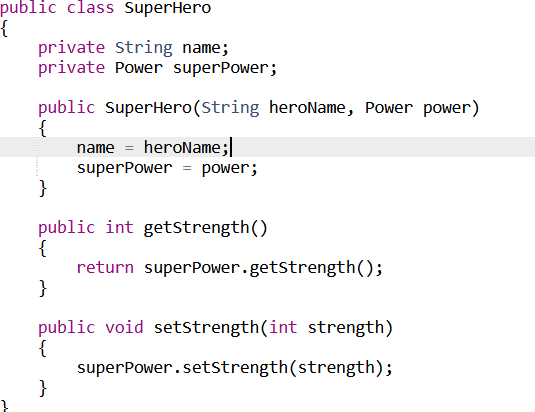 public class SuperHero
{
    private String name;
    private Power superPower;

    public SuperHero(String heroName, Power power)
    {
        name = heroName;
        superPower = power;
    }

    public int getStrength()
    {
        return superPower.getStrength();
    }

    public void setStrength(int strength)
    {
        superPower.setStrength(strength);
    }
}